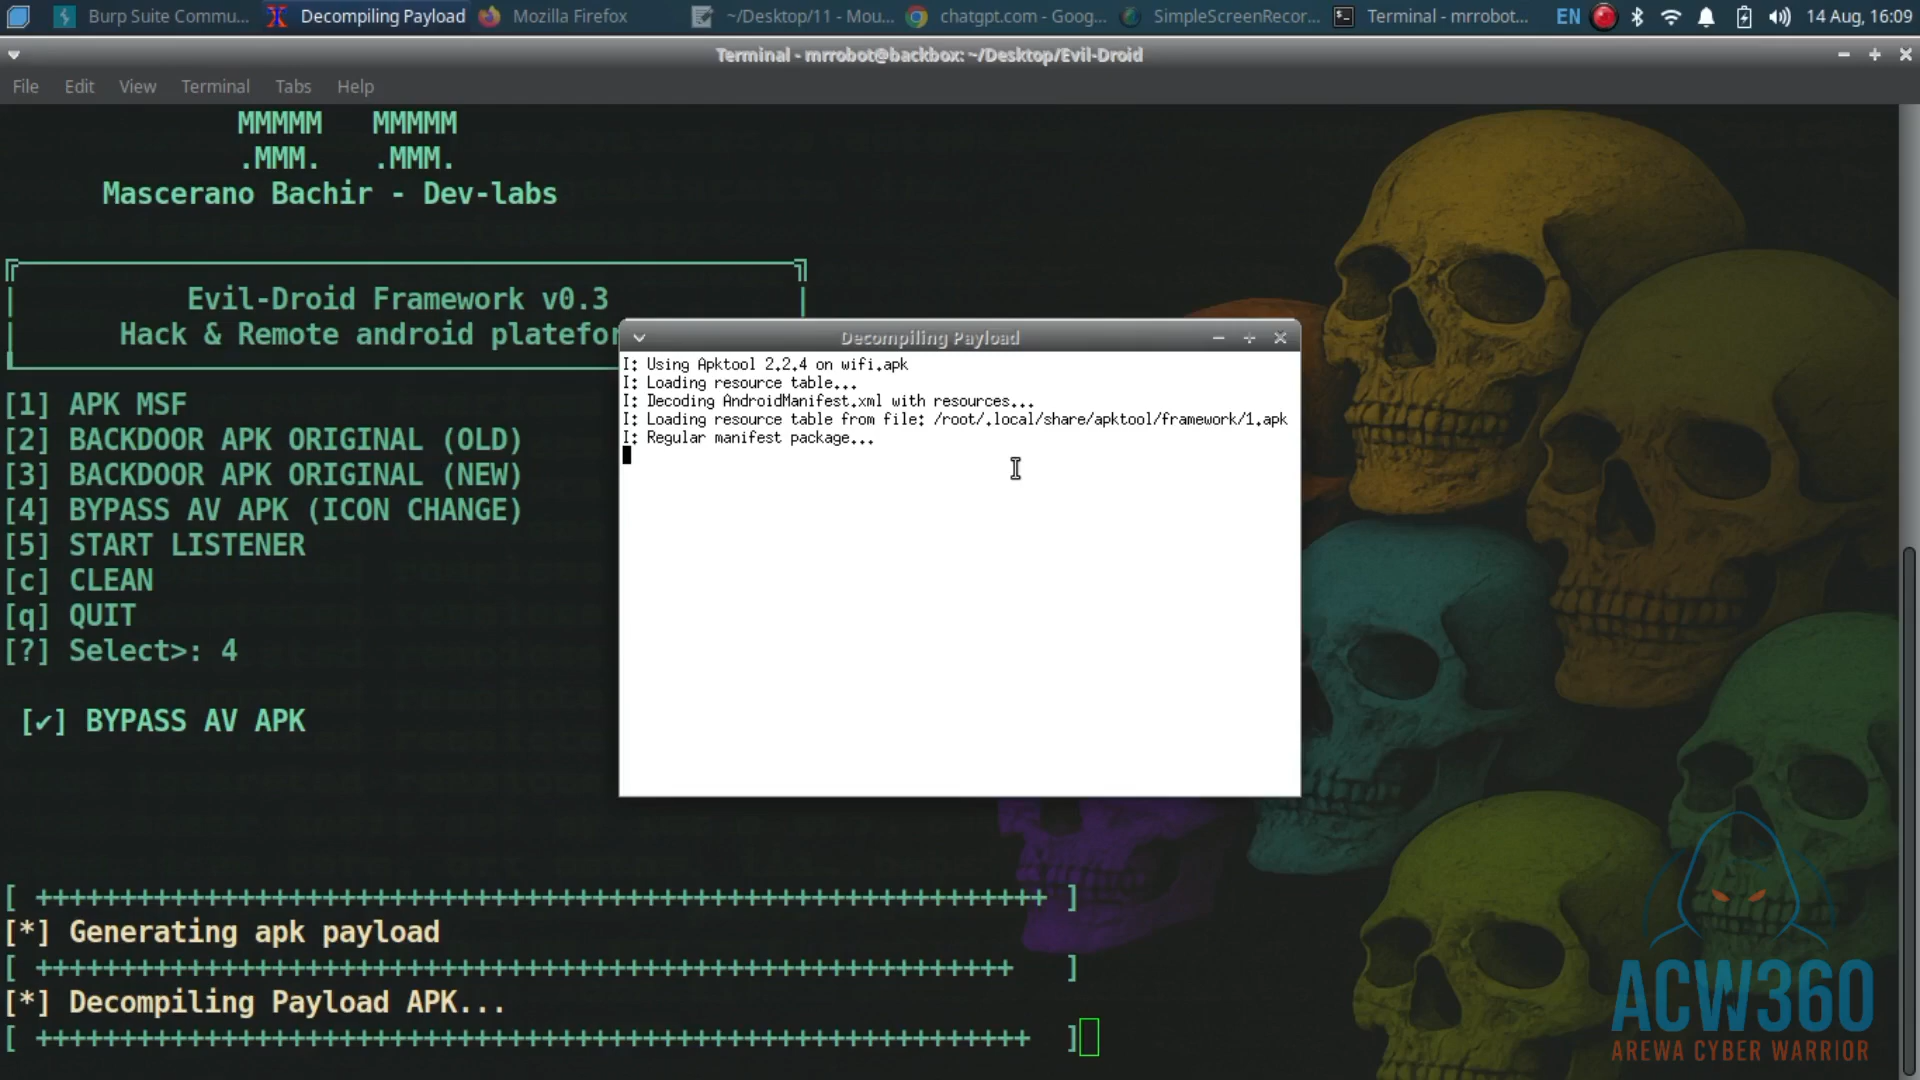 Burp Suite Commu...
Decompiling Payload
Mozilla Firefox
~/Desktop/11 - Mou...
chatgpt.com - Goog...
SimpleScreenRecor...
Terminal - mrrobot...
EN
14 Aug, 16:09
Terminal - mrrobot@backbox: ~/Desktop/Evil-Droid
File Edit View Terminal Tabs Help
MMMMM MMMMM
.MMM. .MMM.
Mascerano Bachir - Dev-labs
Evil-Droid Framework v0.3
Hack & Remote android platefor
[1] APK MSF
[2] BACKDOOR APK ORIGINAL (OLD)
[3] BACKDOOR APK ORIGINAL (NEW)
[4] BYPASS AV APK (ICON CHANGE)
[5] START LISTENER
[c] CLEAN
[q] QUIT
[?] Select>: 4
[✔] BYPASS AV APK
[ ++++++++++++++++++++++++++++++++++++++++++++++++++++++++++++ ]
[*] Generating apk payload
[ ++++++++++++++++++++++++++++++++++++++++++++++++++++++++++ ]
[*] Decompiling Payload APK...
[ +++++++++++++++++++++++++++++++++++++++++++++++++++++++++++ ]
Decompiling Payload
I: Using Apktool 2.2.4 on wifi.apk
I: Loading resource table...
I: Decoding AndroidManifest.xml with resources...
I: Loading resource table from file: /root/.local/share/apktool/framework/1.apk
I: Regular manifest package...
ACW360
AREWA CYBER WARRIOR